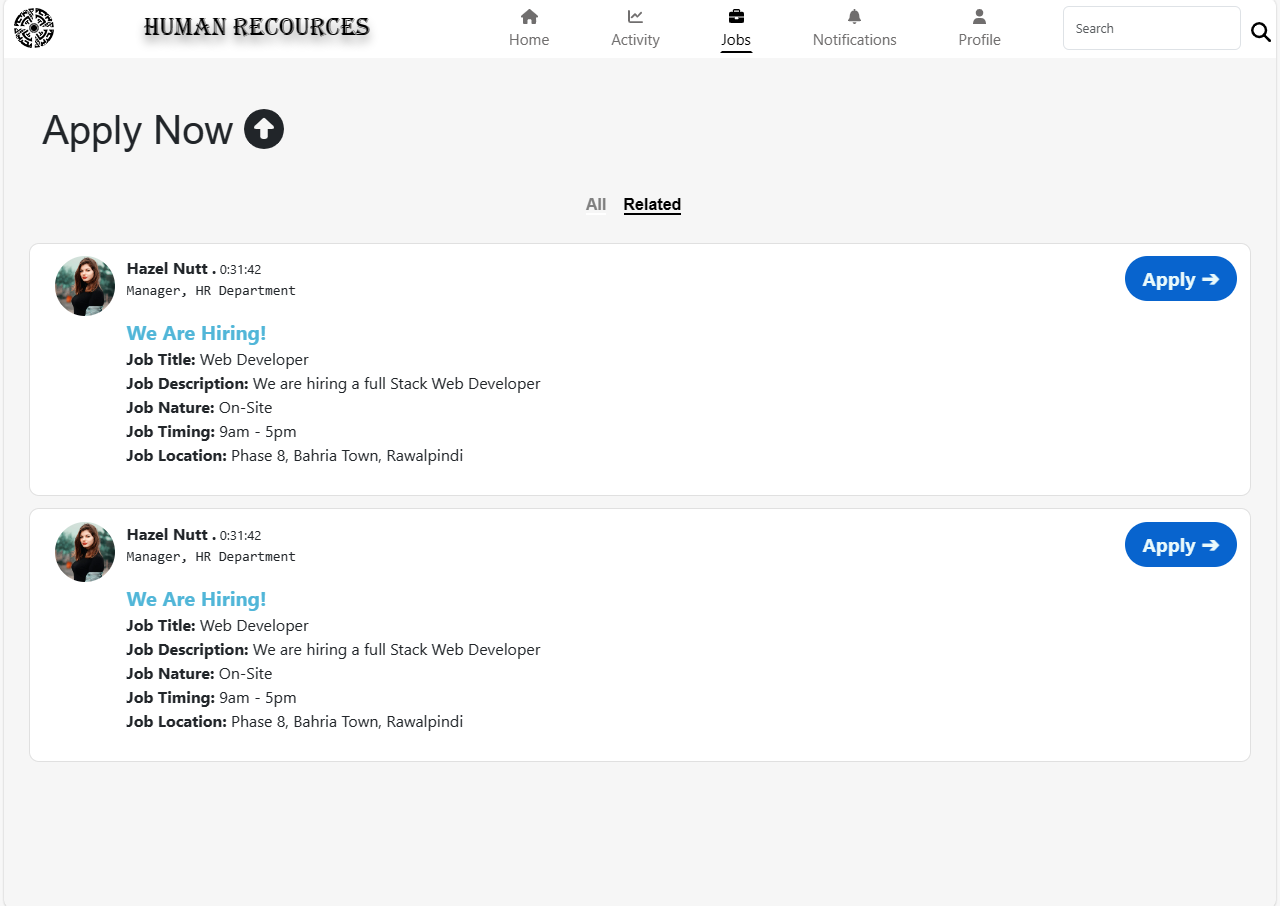 HUMAN RECOURCES
Home
Activity
Jobs
Notifications
Profile
Search
Apply Now
All Related
Hazel Nutt . 0:31:42
Manager, HR Department
Apply ➔
We Are Hiring!
Job Title: Web Developer
Job Description: We are hiring a full Stack Web Developer
Job Nature: On-Site
Job Timing: 9am - 5pm
Job Location: Phase 8, Bahria Town, Rawalpindi
Hazel Nutt . 0:31:42
Manager, HR Department
Apply ➔
We Are Hiring!
Job Title: Web Developer
Job Description: We are hiring a full Stack Web Developer
Job Nature: On-Site
Job Timing: 9am - 5pm
Job Location: Phase 8, Bahria Town, Rawalpindi